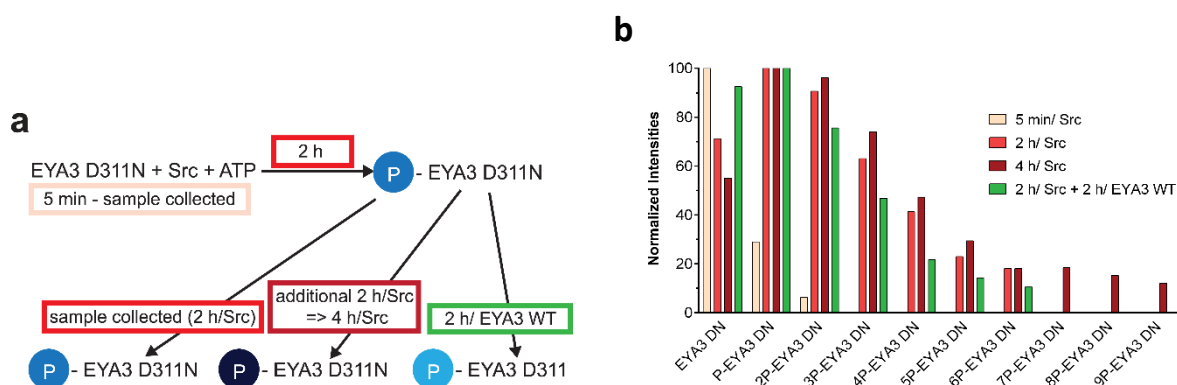 a
EYA3 D311N + Src + ATP
2 h
P - EYA3 D311N
5 min - sample collected
sample collected (2 h/Src)
additional 2 h/Src
=> 4 h/Src
2 h/ EYA3 WT
P - EYA3 D311N
P - EYA3 D311N
P - EYA3 D311
b
Normalized Intensities
100
80
60
40
20
0
5 min/ Src
2 h/ Src
4 h/ Src
2 h/ Src + 2 h/ EYA3 WT
EYA3 DN
P-EYA3 DN
2P-EYA3 DN
3P-EYA3 DN
4P-EYA3 DN
5P-EYA3 DN
6P-EYA3 DN
7P-EYA3 DN
8P-EYA3 DN
9P-EYA3 DN